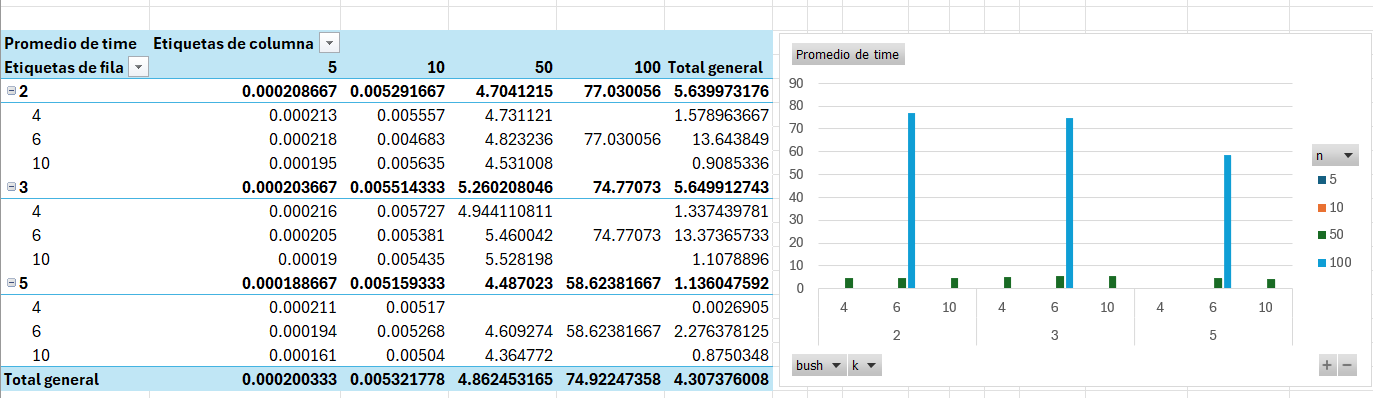 Promedio de time Etiquetas de columna
Etiquetas de fila 5 10 50 100 Total general
2 0.000208667 0.005291667 4.7041215 77.030056 5.639973176
4 0.000213 0.005557 4.731121 1.578963667
6 0.000218 0.004683 4.823236 77.030056 13.643849
10 0.000195 0.005635 4.531008 0.9085336
3 0.000203667 0.005514333 5.260208046 74.77073 5.649912743
4 0.000216 0.005727 4.944110811 1.337439781
6 0.000205 0.005381 5.460042 74.77073 13.37365733
10 0.00019 0.005435 5.528198 1.1078896
5 0.000188667 0.005159333 4.487023 58.62381667 1.136047592
4 0.000211 0.00517 0.0026905
6 0.000194 0.005268 4.609274 58.62381667 2.276378125
10 0.000161 0.00504 4.364772 0.8750348
Total general 0.000200333 0.005321778 4.862453165 74.92247358 4.307376008
Promedio de time
90
80
70
60
50
40
30
20
10
0
4 6 10 4 6 10 4 6 10
2 3 5
n
5
10
50
100
bush k